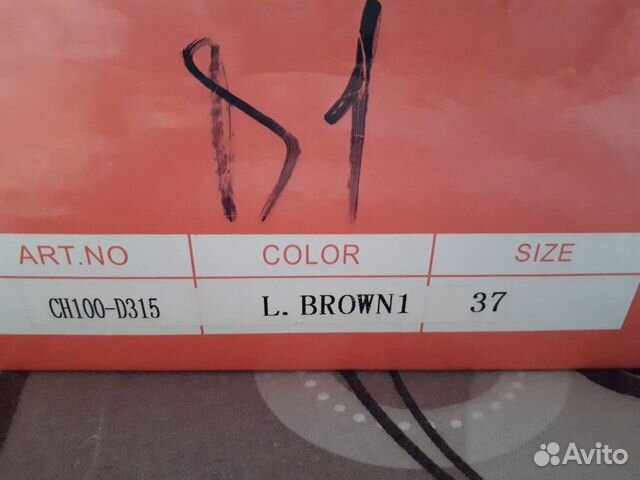 ART.NO COLOR SIZE
CH100-D315 L. BROWN1 37
Avito